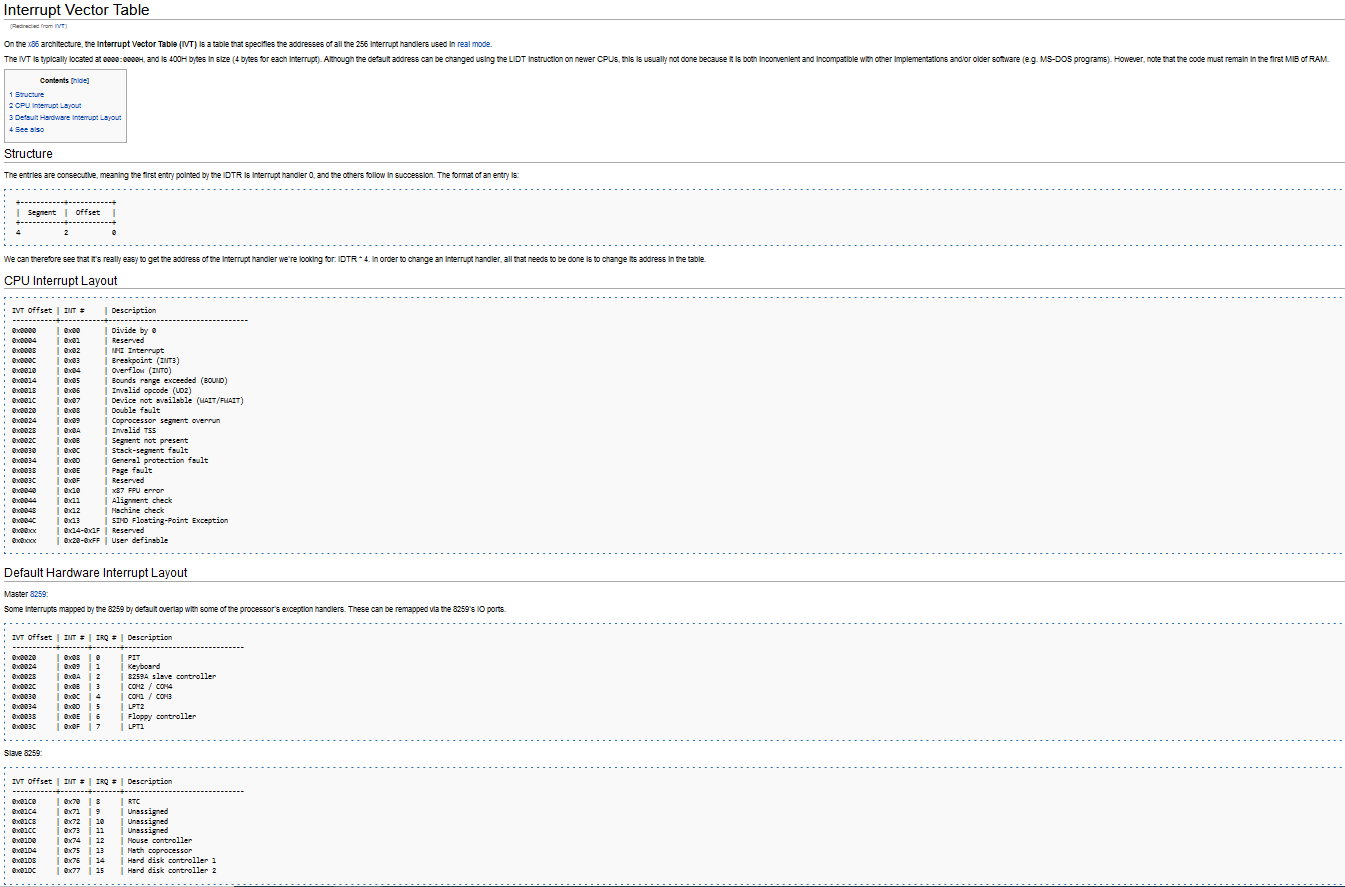 Interrupt Vector Table
(Redirected from IVT)
On the x86 architecture, the Interrupt Vector Table (IVT) is a table that specifies the addresses of all the 256 interrupt handlers used in real mode.
The IVT is typically located at 0000:0000H, and is 400H bytes in size (4 bytes for each interrupt). Although the default address can be changed using the LIDT instruction on newer CPUs, this is usually not done because it is both inconvenient and incompatible with other implementations and/or older software (e.g. MS-DOS programs). However, note that the code must remain in the first MiB of RAM.
Contents [hide]
1 Structure
2 CPU Interrupt Layout
3 Default Hardware Interrupt Layout
4 See also
Structure
The entries are consecutive, meaning the first entry pointed by the IDTR is interrupt handler 0, and the others follow in succession. The format of an entry is:
+-----------+-----------+
|  Segment  |  Offset   |
+-----------+-----------+
4           2           0
We can therefore see that it's really easy to get the address of the interrupt handler we're looking for: IDTR * 4. In order to change an interrupt handler, all that needs to be done is to change its address in the table.
CPU Interrupt Layout
IVT Offset | INT #     | Description
-----------+-----------+-----------------------------------
0x0000     | 0x00      | Divide by 0
0x0004     | 0x01      | Reserved
0x0008     | 0x02      | NMI Interrupt
0x000C     | 0x03      | Breakpoint (INT3)
0x0010     | 0x04      | Overflow (INTO)
0x0014     | 0x05      | Bounds range exceeded (BOUND)
0x0018     | 0x06      | Invalid opcode (UD2)
0x001C     | 0x07      | Device not available (WAIT/FWAIT)
0x0020     | 0x08      | Double fault
0x0024     | 0x09      | Coprocessor segment overrun
0x0028     | 0x0A      | Invalid TSS
0x002C     | 0x0B      | Segment not present
0x0030     | 0x0C      | Stack-segment fault
0x0034     | 0x0D      | General protection fault
0x0038     | 0x0E      | Page fault
0x003C     | 0x0F      | Reserved
0x0040     | 0x10      | x87 FPU error
0x0044     | 0x11      | Alignment check
0x0048     | 0x12      | Machine check
0x004C     | 0x13      | SIMD Floating-Point Exception
0x00xx     | 0x14-0x1F | Reserved
0x0xxx     | 0x20-0xFF | User definable
Default Hardware Interrupt Layout
Master 8259:
Some interrupts mapped by the 8259 by default overlap with some of the processor's exception handlers. These can be remapped via the 8259's IO ports.
IVT Offset | INT # | IRQ # | Description
-----------+-------+-------+------------------------------
0x0020     | 0x08  | 0     | PIT
0x0024     | 0x09  | 1     | Keyboard
0x0028     | 0x0A  | 2     | 8259A slave controller
0x002C     | 0x0B  | 3     | COM2 / COM4
0x0030     | 0x0C  | 4     | COM1 / COM3
0x0034     | 0x0D  | 5     | LPT2
0x0038     | 0x0E  | 6     | Floppy controller
0x003C     | 0x0F  | 7     | LPT1
Slave 8259:
IVT Offset | INT # | IRQ # | Description
-----------+-------+-------+------------------------------
0x01C0     | 0x70  | 8     | RTC
0x01C4     | 0x71  | 9     | Unassigned
0x01C8     | 0x72  | 10    | Unassigned
0x01CC     | 0x73  | 11    | Unassigned
0x01D0     | 0x74  | 12    | Mouse controller
0x01D4     | 0x75  | 13    | Math coprocessor
0x01D8     | 0x76  | 14    | Hard disk controller 1
0x01DC     | 0x77  | 15    | Hard disk controller 2